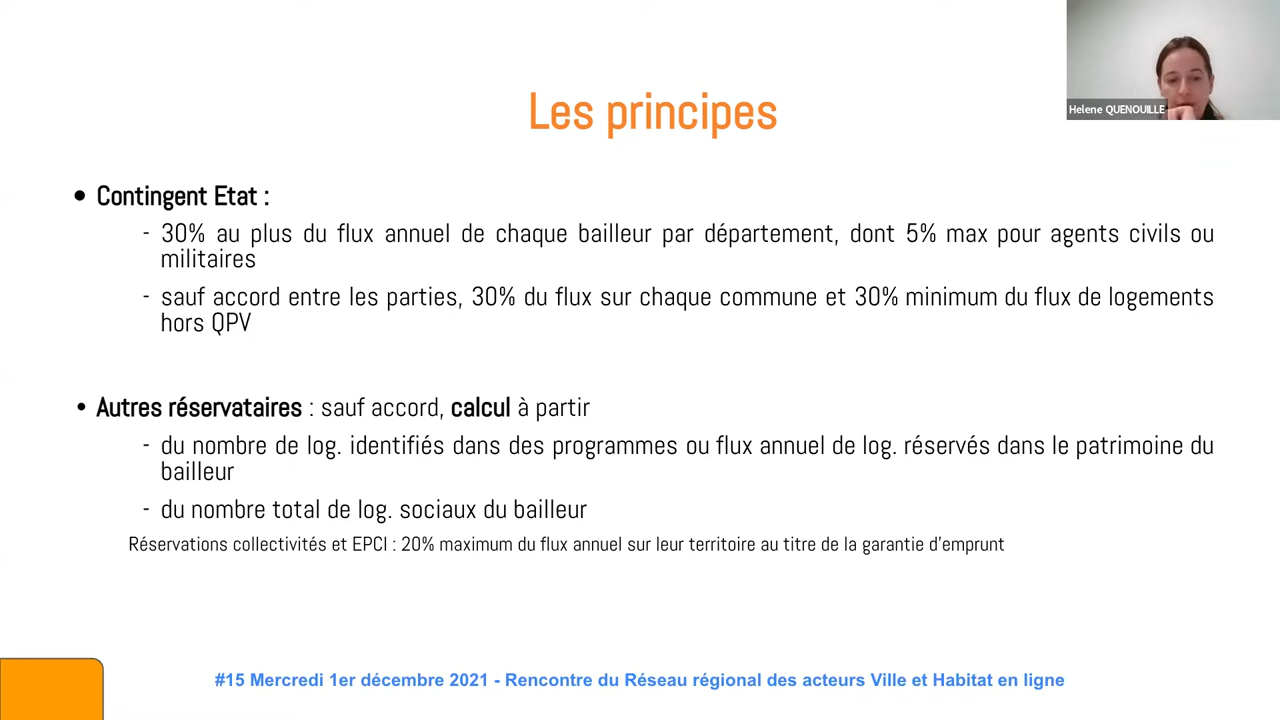 Helene QUENOUILLE
Les principes
• Contingent Etat :
- 30% au plus du flux annuel de chaque bailleur par département, dont 5% max pour agents civils ou
militaires
- sauf accord entre les parties, 30% du flux sur chaque commune et 30% minimum du flux de logements
hors QPV
• Autres réservataires : sauf accord, calcul à partir
- du nombre de log. identifiés dans des programmes ou flux annuel de log. réservés dans le patrimoine du
bailleur
- du nombre total de log. sociaux du bailleur
Réservations collectivités et EPCI : 20% maximum du flux annuel sur leur territoire au titre de la garantie d'emprunt
#15 Mercredi 1er décembre 2021 - Rencontre du Réseau régional des acteurs Ville et Habitat en ligne